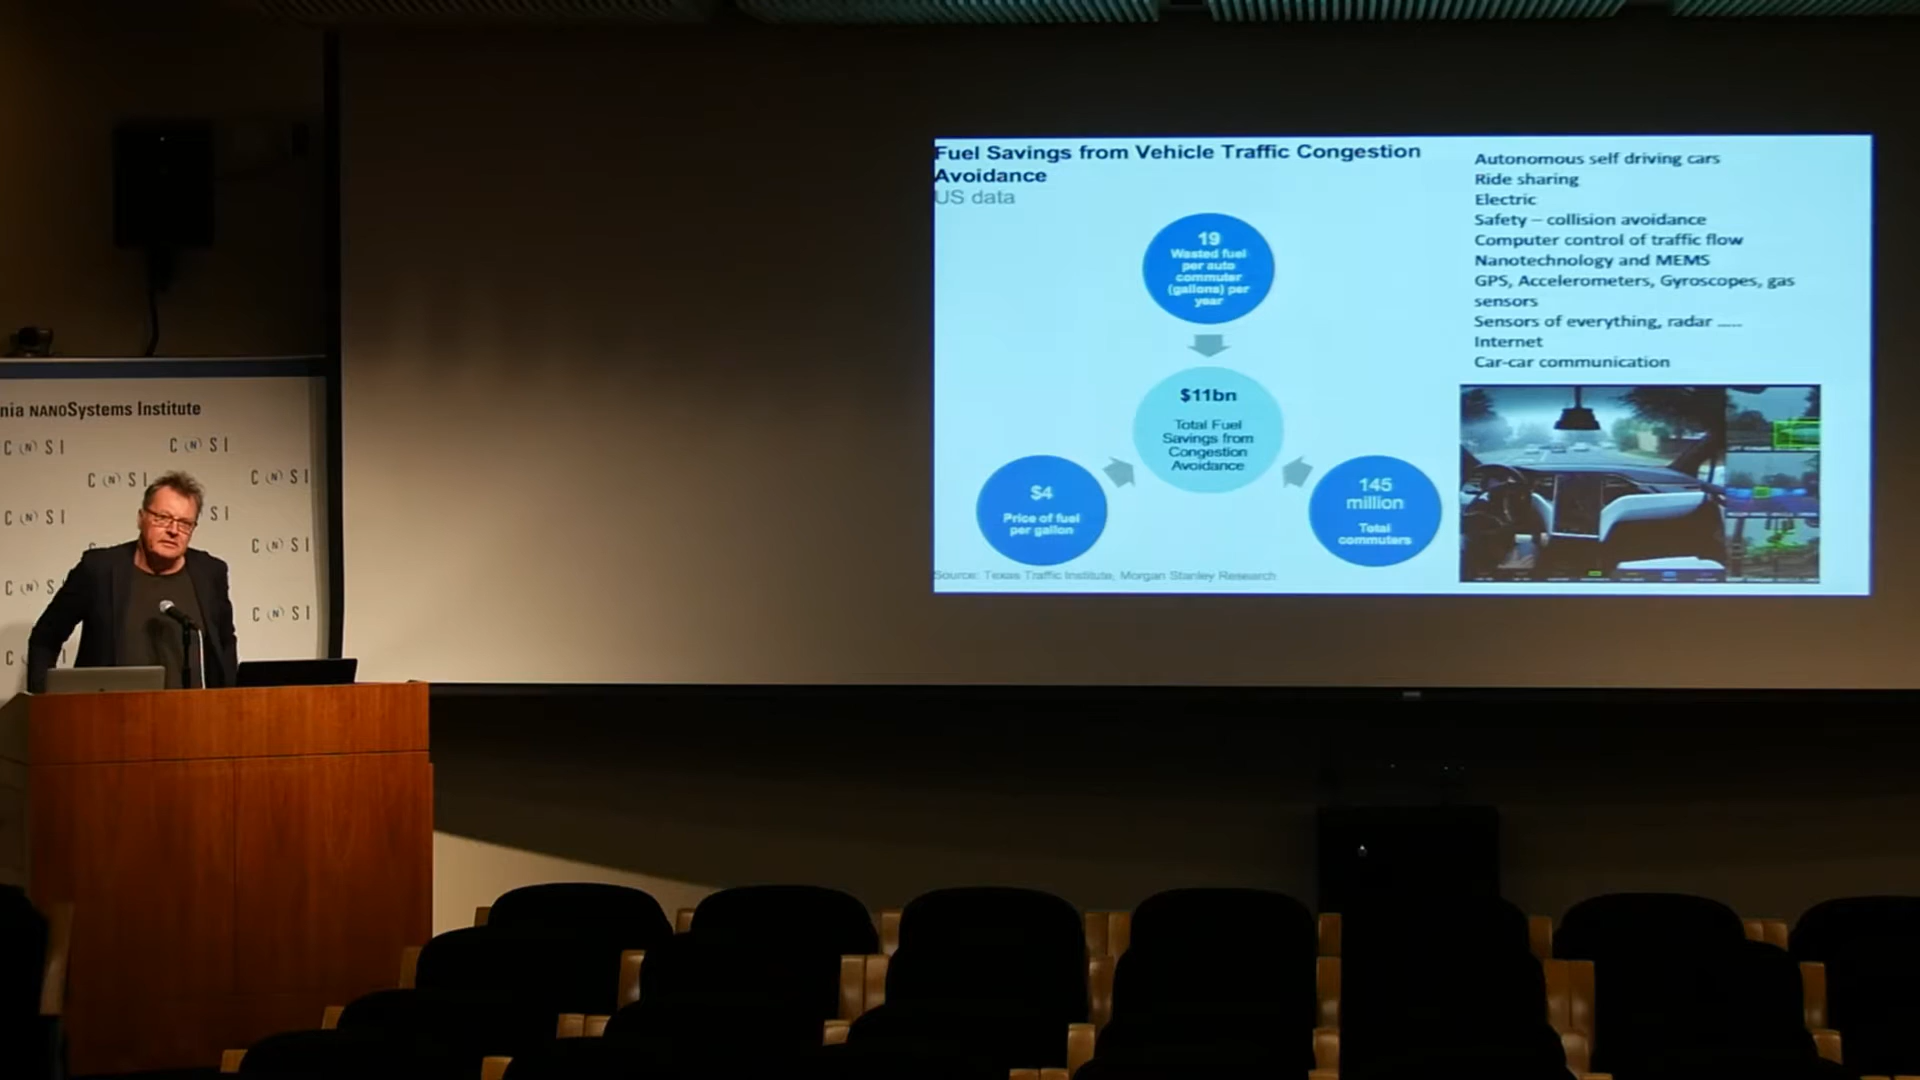 Fuel Savings from Vehicle Traffic Congestion
Avoidance
US data
19
Wasted fuel
per auto
commuter
(gallons) per
year
$11bn
Total Fuel
Savings from
Congestion
Avoidance
$4
Price of fuel
per gallon
145
million
Total
commuters
Source: Texas Traffic Institute, Morgan Stanley Research
Autonomous self driving cars
Ride sharing
Electric
Safety – collision avoidance
Computer control of traffic flow
Nanotechnology and MEMS
GPS, Accelerometers, Gyroscopes, gas
sensors
Sensors of everything, radar .....
Internet
Car-car communication
nia NANOSystems Institute
C (N) S I
C (N) S I
C (N) S I
C (N) S I
C (N) S I
S I
C (N) S I
C (N) S
C (N) S I
C